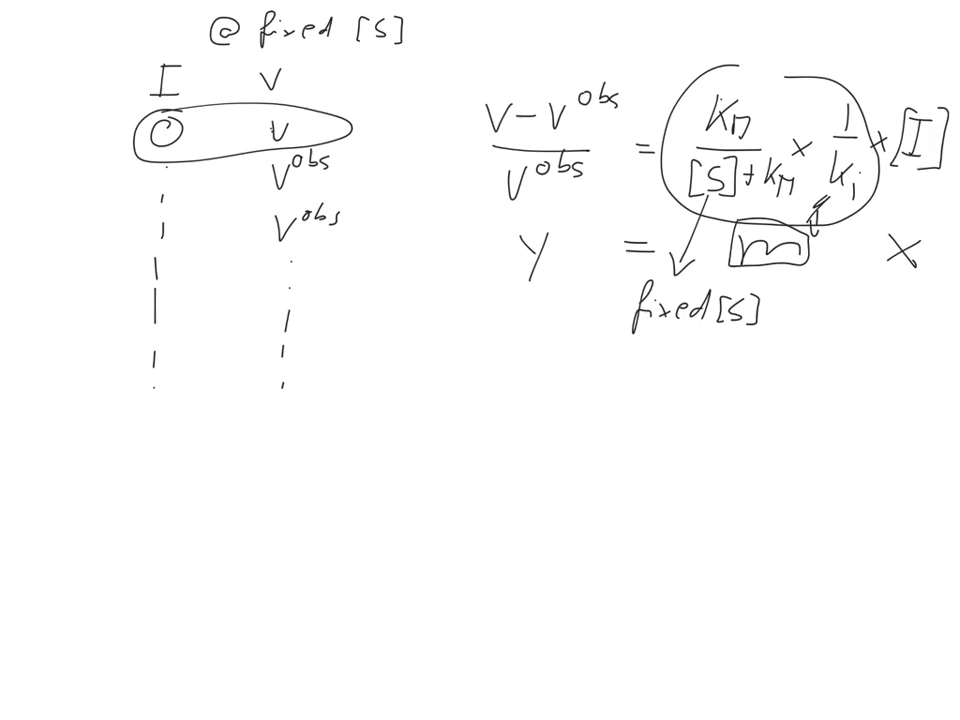 @ fixed [S]
I V
0 V
V^obs
V^obs
V - V^obs / V^obs = K_M / [S] + K_M × 1 / K_i × [I]
Y = m X
fixed [S]